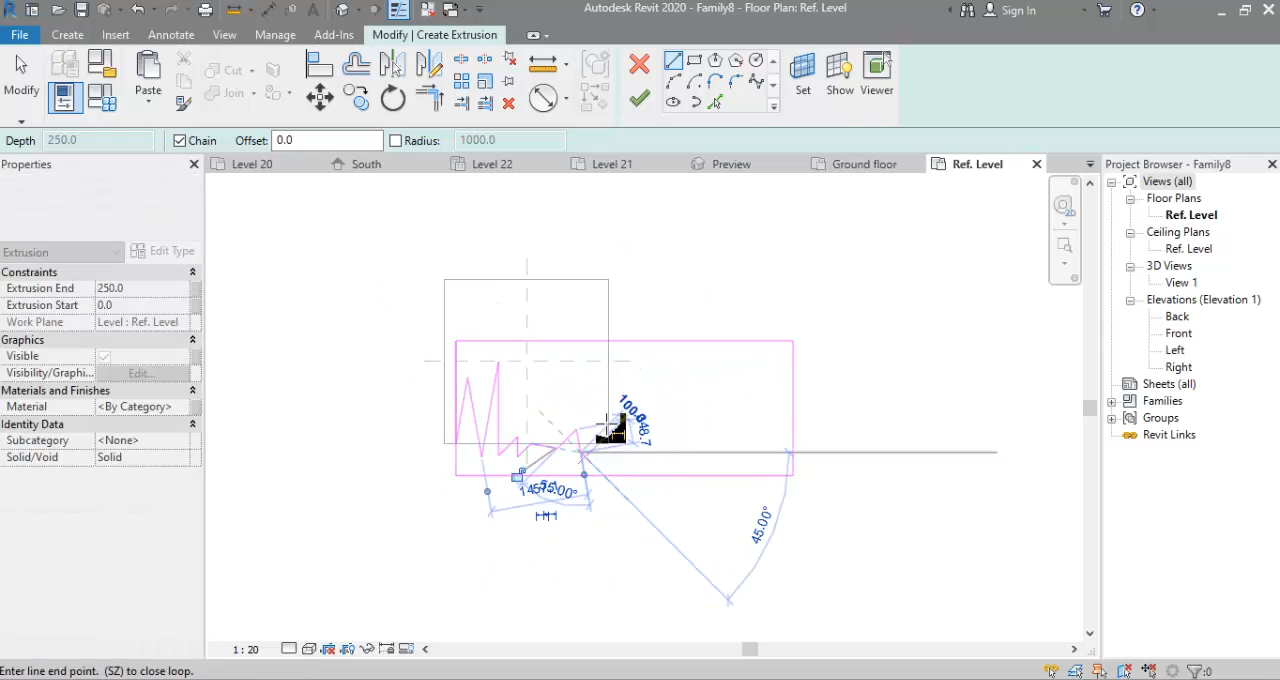 Autodesk Revit 2020 - Family8 - Floor Plan: Ref. Level
Sign In
File Create Insert Annotate View Manage Add-Ins Modify | Create Extrusion
Modify
Paste
Cut
Join
Set Show Viewer
Depth 250.0 Chain Offset: 0.0 Radius: 1000.0
Properties
Level 20 South Level 22 Level 21 Preview Ground floor Ref. Level
Project Browser - Family8
Extrusion Edit Type
Constraints
Extrusion End 250.0
Extrusion Start 0.0
Work Plane Level : Ref. Level
Graphics
Visible
Visibility/Graphi... Edit...
Materials and Finishes
Material <By Category>
Identity Data
Subcategory <None>
Solid/Void Solid
Views (all)
Floor Plans
Ref. Level
Ceiling Plans
Ref. Level
3D Views
View 1
Elevations (Elevation 1)
Back
Front
Left
Right
Sheets (all)
Families
Groups
Revit Links
2D
45.00°
1 : 20
Enter line end point. (SZ) to close loop.
:0